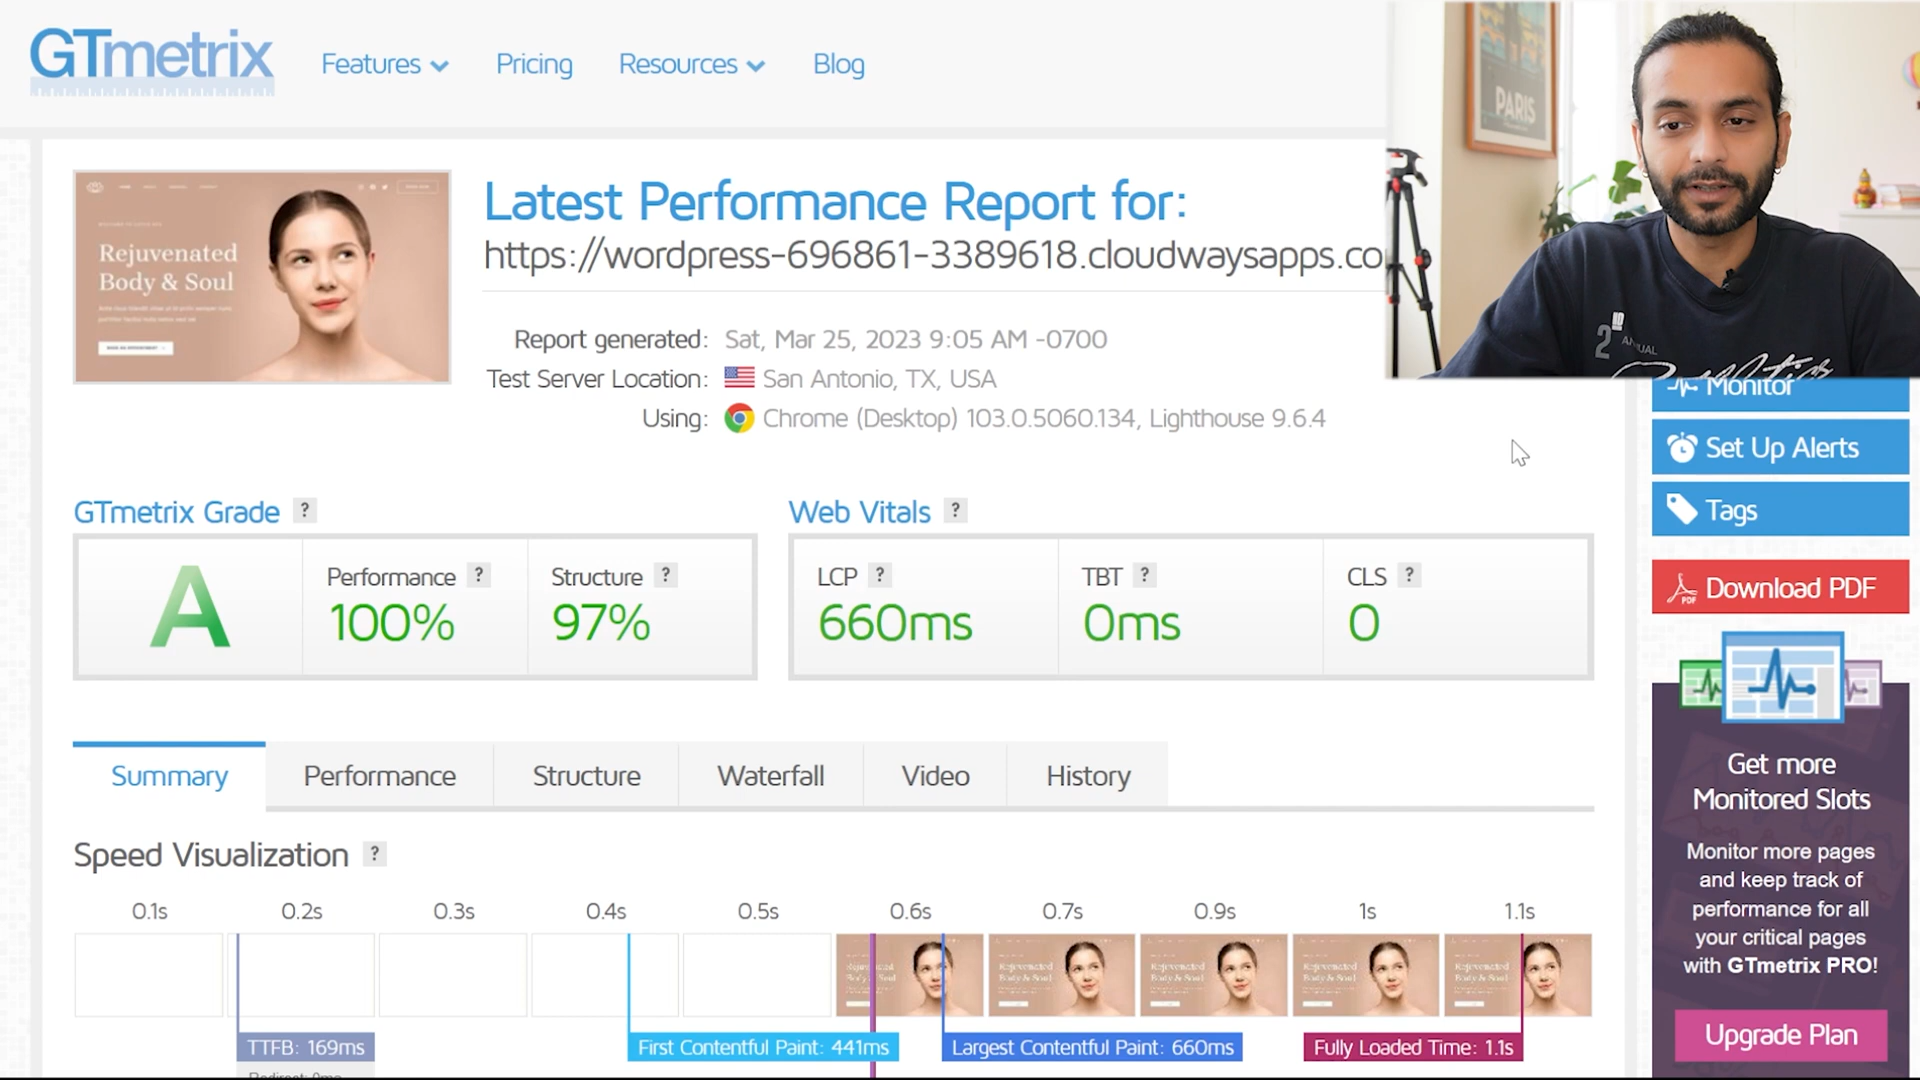 GTmetrix
Features
Pricing
Resources
Blog
PARIS
Rejuvenated
Body & Soul
Latest Performance Report for:
https://wordpress-696861-3389618.cloudwaysapps.co
Report generated: Sat, Mar 25, 2023 9:05 AM -0700
Test Server Location: San Antonio, TX, USA
Using: Chrome (Desktop) 103.0.5060.134, Lighthouse 9.6.4
Monitor
Set Up Alerts
Tags
Download PDF
GTmetrix Grade ?
Web Vitals ?
A
Performance ?
100%
Structure ?
97%
LCP ?
660ms
TBT ?
0ms
CLS ?
0
Summary
Performance
Structure
Waterfall
Video
History
Get more
Monitored Slots
Monitor more pages
and keep track of
performance for all
your critical pages
with GTmetrix PRO!
Upgrade Plan
Speed Visualization ?
0.1s 0.2s 0.3s 0.4s 0.5s 0.6s 0.7s 0.9s 1s 1.1s
TTFB: 169ms
First Contentful Paint: 441ms
Largest Contentful Paint: 660ms
Fully Loaded Time: 1.1s
Redirect: 0ms